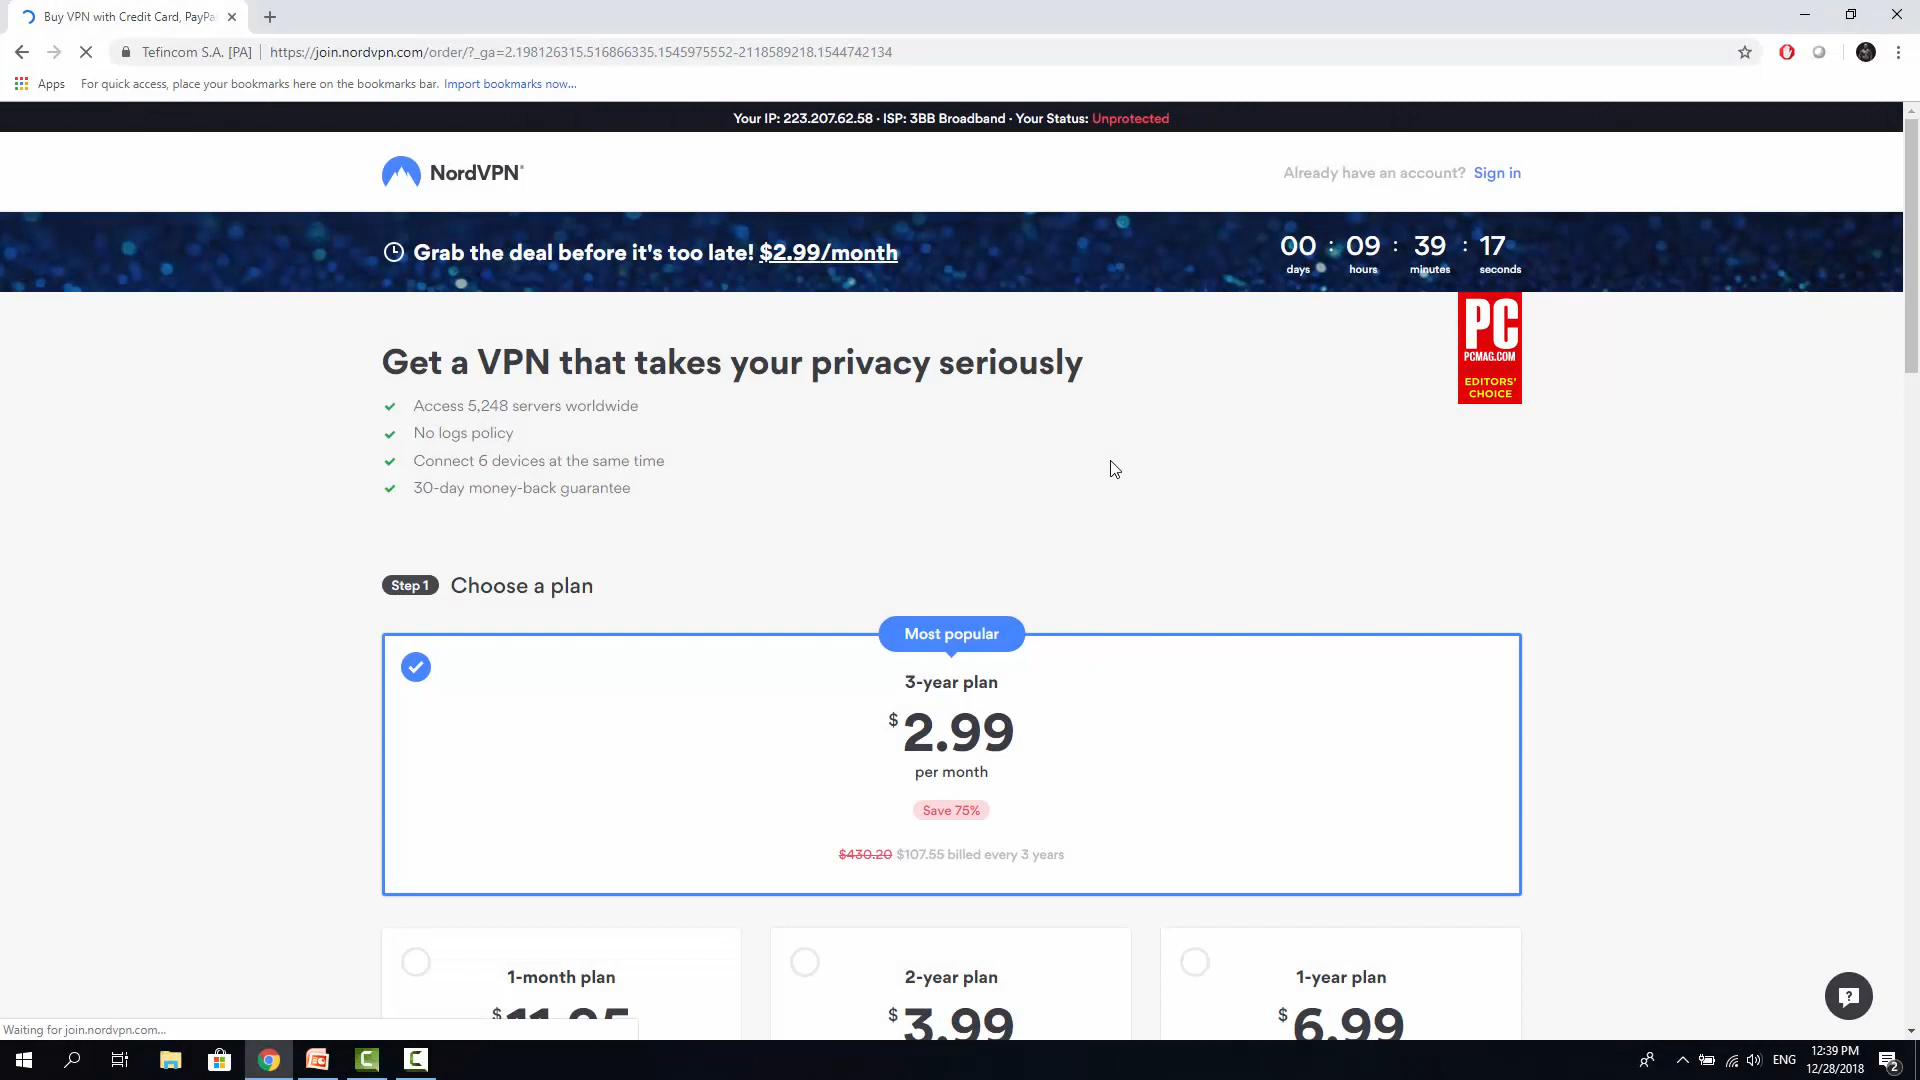 Buy VPN with Credit Card, PayPa
Tefincom S.A. [PA] | https://join.nordvpn.com/order/?_ga=2.198126315.516866335.1545975552-2118589218.1544742134
Apps For quick access, place your bookmarks here on the bookmarks bar. Import bookmarks now...
Your IP: 223.207.62.58 · ISP: 3BB Broadband · Your Status: Unprotected
NordVPN®
Already have an account? Sign in
Grab the deal before it's too late! $2.99/month
00 : 09 : 39 : 17
days hours minutes seconds
PC
PCMAG.COM
EDITORS'
CHOICE
Get a VPN that takes your privacy seriously
Access 5,248 servers worldwide
No logs policy
Connect 6 devices at the same time
30-day money-back guarantee
Step 1 Choose a plan
Most popular
3-year plan
$2.99
per month
Save 75%
$430.20 $107.55 billed every 3 years
1-month plan
$11.95
2-year plan
$3.99
1-year plan
$6.99
Waiting for join.nordvpn.com...
ENG
12:39 PM
12/28/2018
2